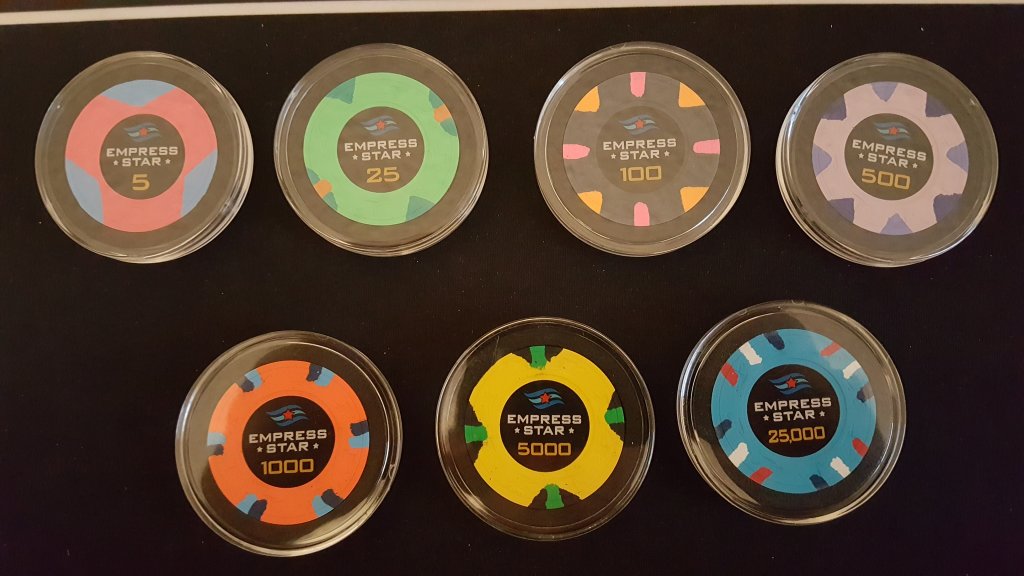 EMPRESS
★STAR★
5
EMPRESS
★STAR★
25
EMPRESS
★STAR★
100
EMPRESS
★STAR★
500
EMPRESS
★STAR★
1000
EMPRESS
★STAR★
5000
EMPRESS
★STAR★
25,000